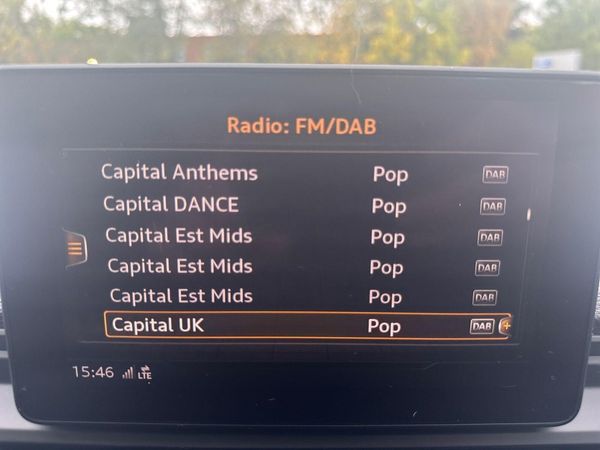 Radio: FM/DAB
Capital Anthems Pop DAB
Capital DANCE Pop DAB
Capital Est Mids Pop DAB
Capital Est Mids Pop DAB
Capital Est Mids Pop DAB
Capital UK Pop DAB +
15:46 LTE